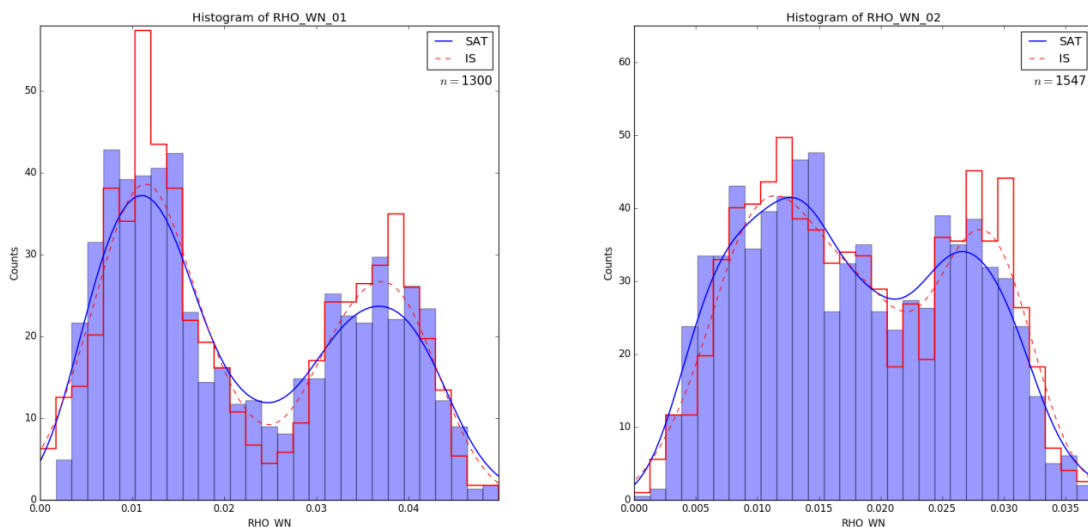 Histogram of RHO_WN_01
SAT
IS
n = 1300
50
40
30
20
10
0
Counts
0.00
0.01
0.02
0.03
0.04
RHO_WN
Histogram of RHO_WN_02
SAT
IS
n = 1547
60
50
40
30
20
10
0
Counts
0.000
0.005
0.010
0.015
0.020
0.025
0.030
0.035
RHO_WN